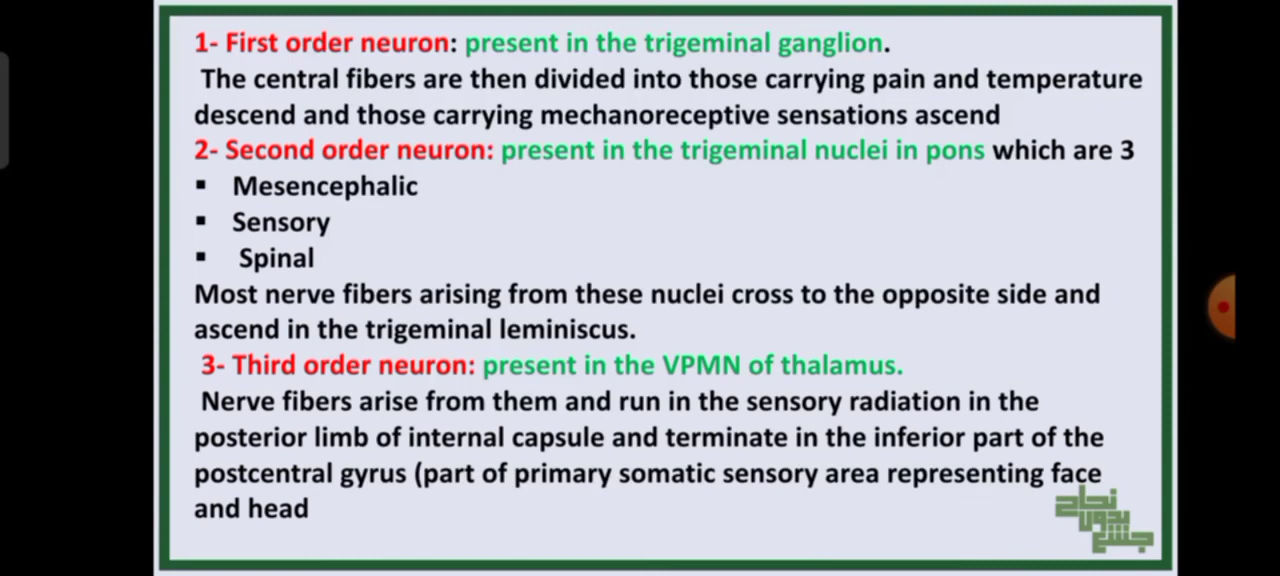 1- First order neuron: present in the trigeminal ganglion.
The central fibers are then divided into those carrying pain and temperature
descend and those carrying mechanoreceptive sensations ascend
2- Second order neuron: present in the trigeminal nuclei in pons which are 3
▪ Mesencephalic
▪ Sensory
▪ Spinal
Most nerve fibers arising from these nuclei cross to the opposite side and
ascend in the trigeminal leminiscus.
3- Third order neuron: present in the VPMN of thalamus.
Nerve fibers arise from them and run in the sensory radiation in the
posterior limb of internal capsule and terminate in the inferior part of the
postcentral gyrus (part of primary somatic sensory area representing face
and head
نجاح
بدون